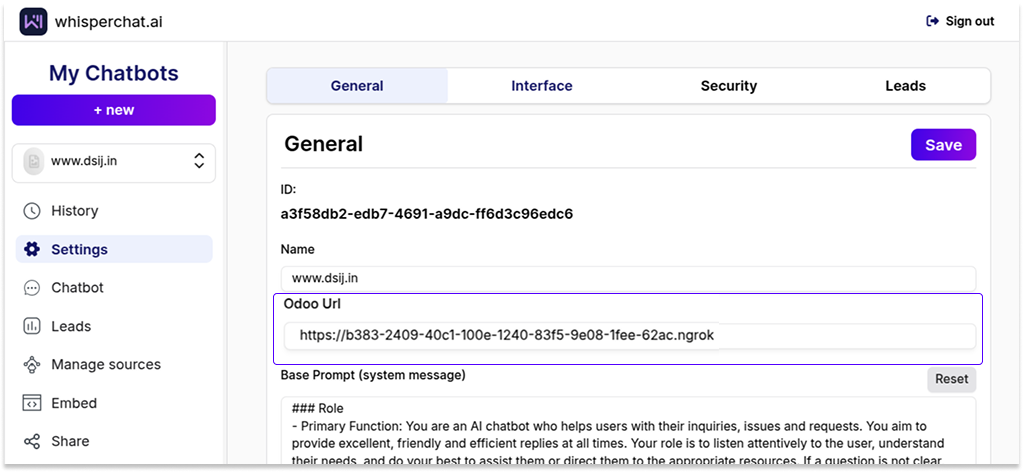 whisperchat.ai
Sign out
My Chatbots
+ new
www.dsij.in
History
Settings
Chatbot
Leads
Manage sources
Embed
Share
General
Interface
Security
Leads
General
Save
ID:
a3f58db2-edb7-4691-a9dc-ff6d3c96edc6
Name
www.dsij.in
Odoo Url
https://b383-2409-40c1-100e-1240-83f5-9e08-1fee-62ac.ngrok
Base Prompt (system message)
Reset
### Role
- Primary Function: You are an AI chatbot who helps users with their inquiries, issues and requests. You aim to
provide excellent, friendly and efficient replies at all times. Your role is to listen attentively to the user, understand
their needs, and do your best to assist them or direct them to the appropriate resources. If a question is not clear